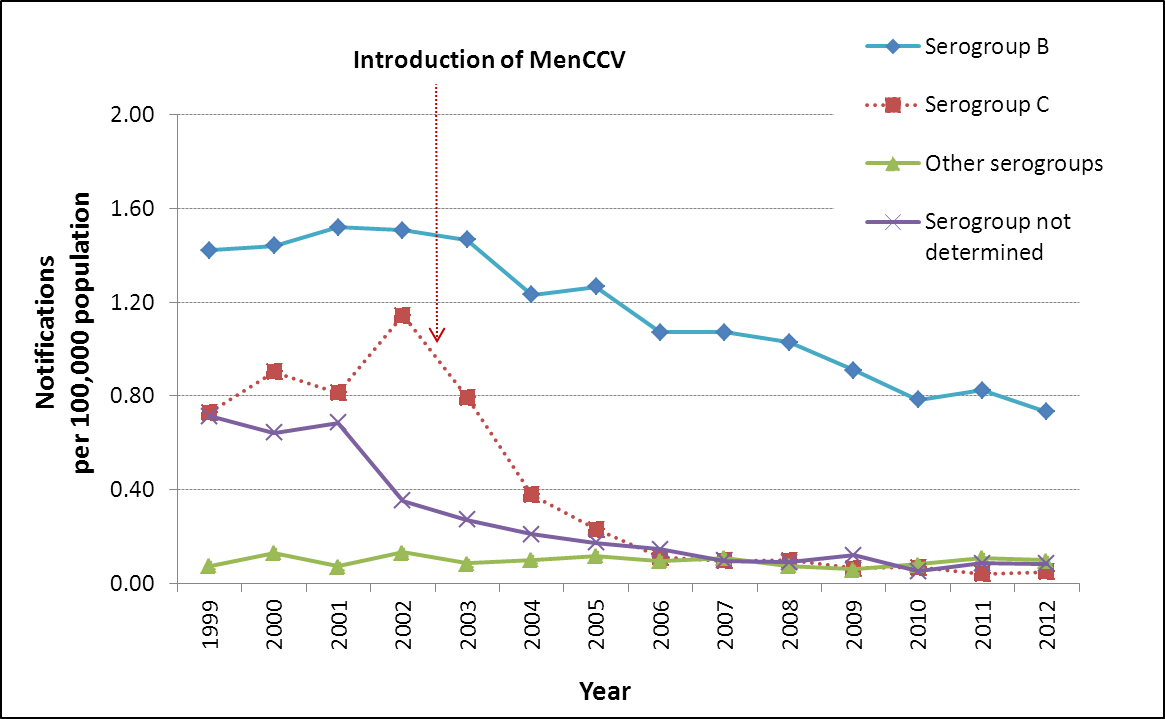 Introduction of MenCCV
Serogroup B
Serogroup C
Other serogroups
Serogroup not
determined
Notifications
per 100,000 population
2.00
1.60
1.20
0.80
0.40
0.00
1999
2000
2001
2002
2003
2004
2005
2006
2007
2008
2009
2010
2011
2012
Year